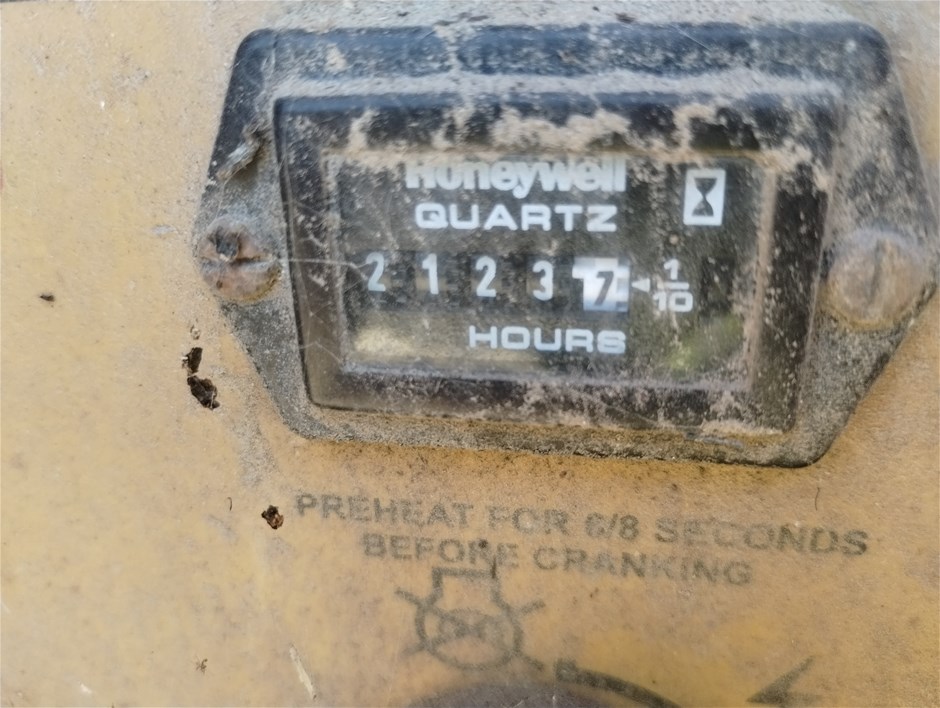 Honeywell
QUARTZ
2 1 2 3 7 1/10
HOURS
PREHEAT FOR 6/8 SECONDS
BEFORE CRANKING